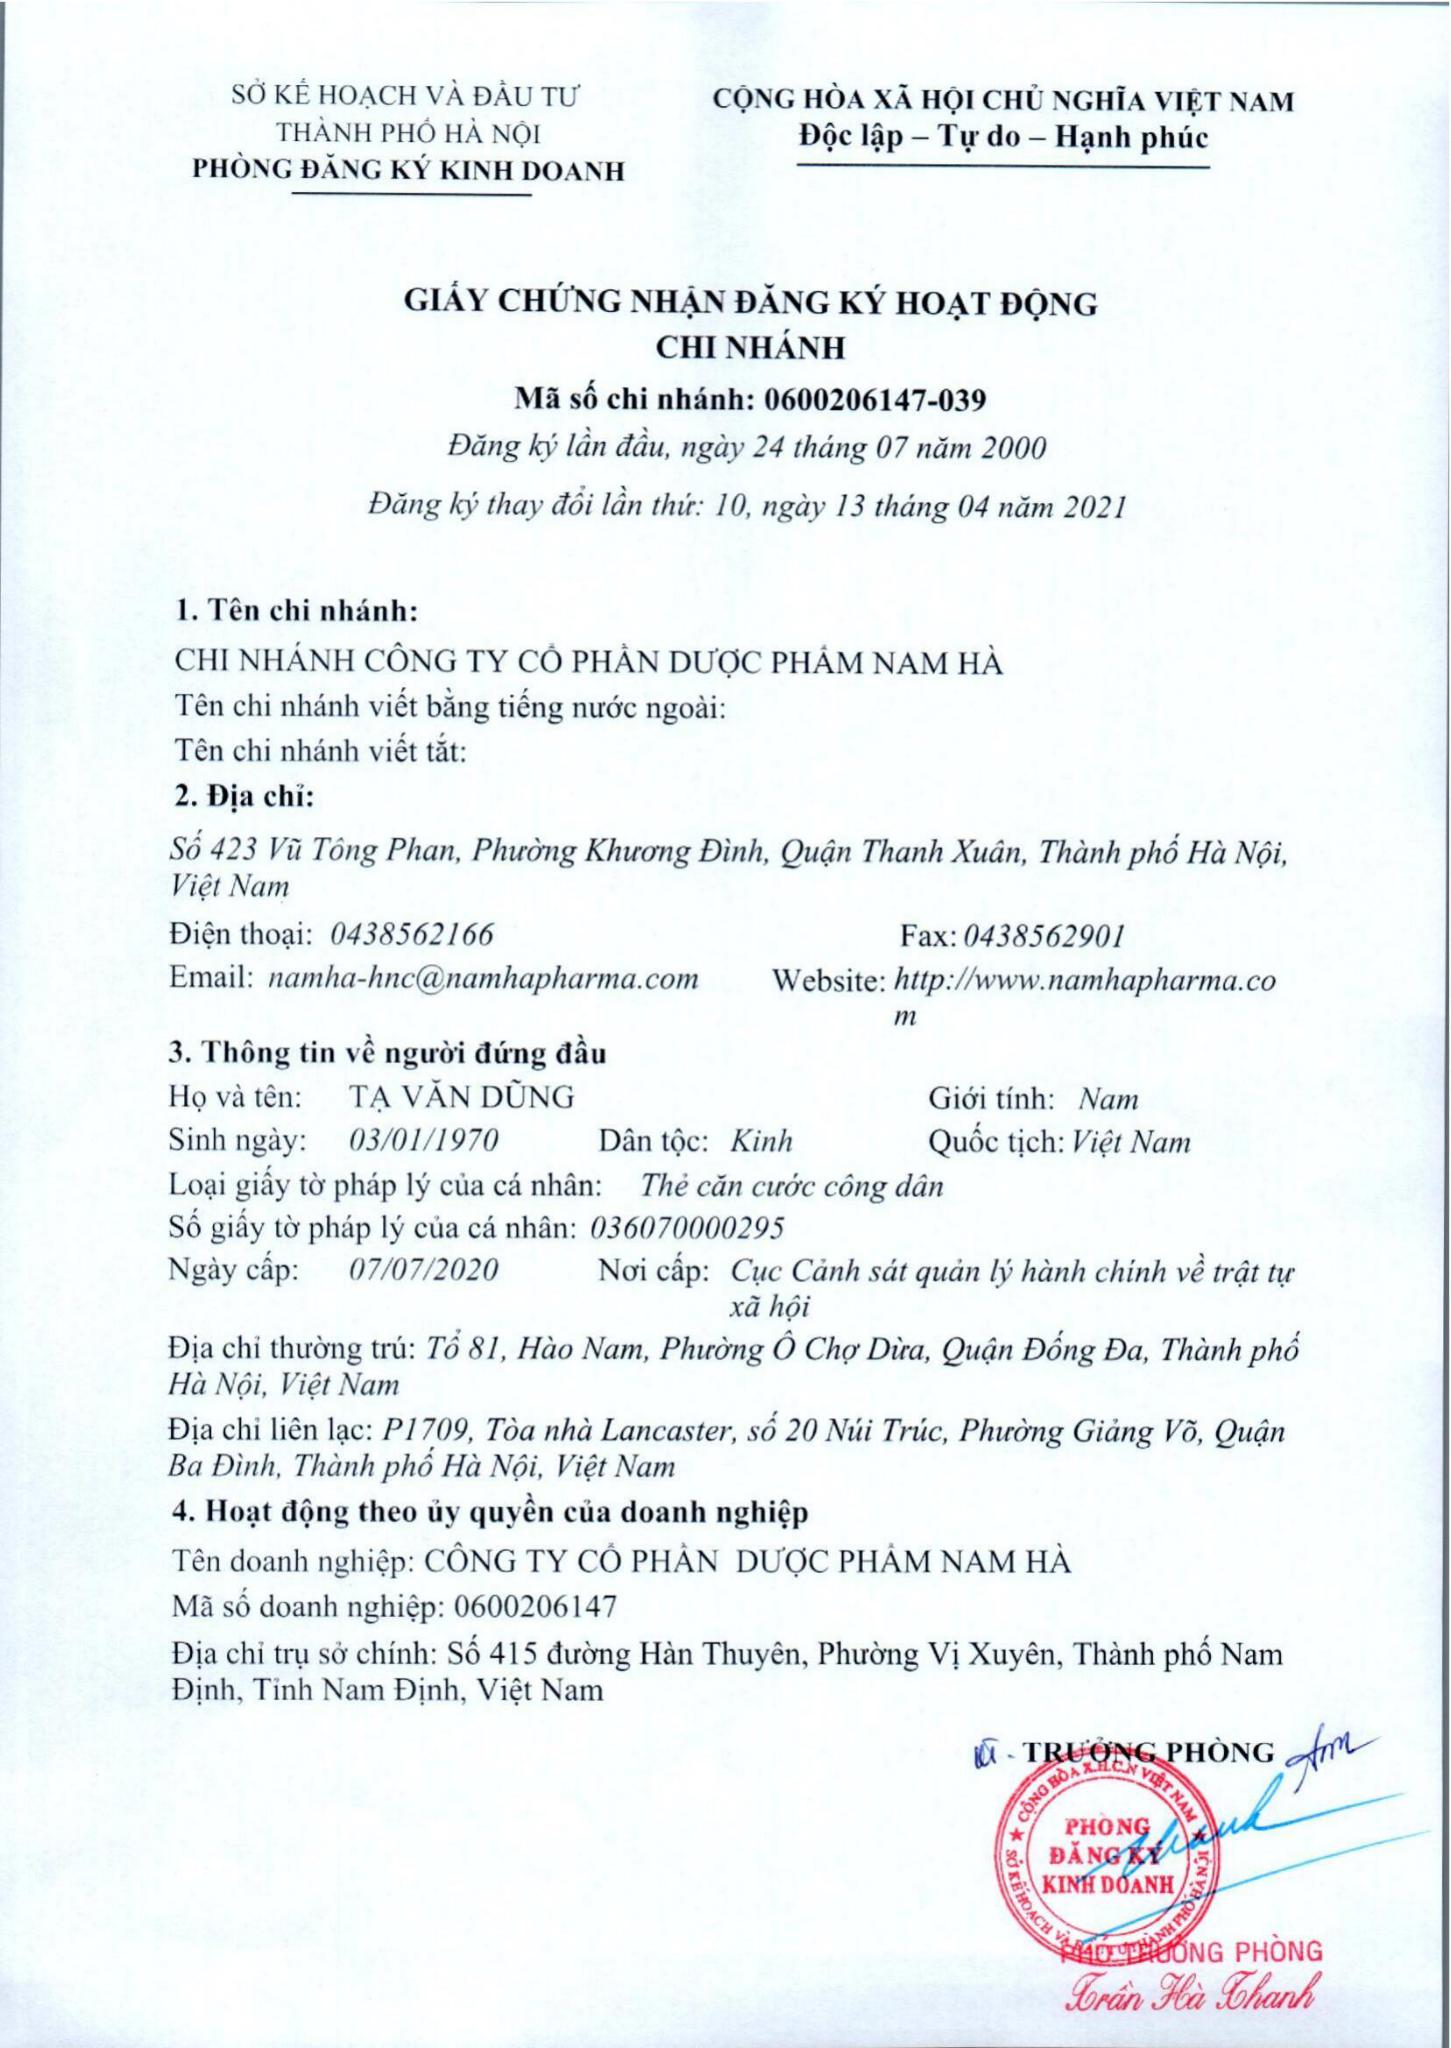 SỞ KẾ HOẠCH VÀ ĐẦU TƯ
THÀNH PHỐ HÀ NỘI
PHÒNG ĐĂNG KÝ KINH DOANH
CỘNG HÒA XÃ HỘI CHỦ NGHĨA VIỆT NAM
Độc lập – Tự do – Hạnh phúc
GIẤY CHỨNG NHẬN ĐĂNG KÝ HOẠT ĐỘNG
CHI NHÁNH
Mã số chi nhánh: 0600206147-039
Đăng ký lần đầu, ngày 24 tháng 07 năm 2000
Đăng ký thay đổi lần thứ: 10, ngày 13 tháng 04 năm 2021
1. Tên chi nhánh:
CHI NHÁNH CÔNG TY CỔ PHẦN DƯỢC PHẨM NAM HÀ
Tên chi nhánh viết bằng tiếng nước ngoài:
Tên chi nhánh viết tắt:
2. Địa chỉ:
Số 423 Vũ Tông Phan, Phường Khương Đình, Quận Thanh Xuân, Thành phố Hà Nội,
Việt Nam
Điện thoại: 0438562166 Fax: 0438562901
Email: namha-hnc@namhapharma.com Website: http://www.namhapharma.co
m
3. Thông tin về người đứng đầu
Họ và tên: TẠ VĂN DŨNG Giới tính: Nam
Sinh ngày: 03/01/1970 Dân tộc: Kinh Quốc tịch: Việt Nam
Loại giấy tờ pháp lý của cá nhân: Thẻ căn cước công dân
Số giấy tờ pháp lý của cá nhân: 036070000295
Ngày cấp: 07/07/2020 Nơi cấp: Cục Cảnh sát quản lý hành chính về trật tự
xã hội
Địa chỉ thường trú: Tổ 81, Hào Nam, Phường Ô Chợ Dừa, Quận Đống Đa, Thành phố
Hà Nội, Việt Nam
Địa chỉ liên lạc: P1709, Tòa nhà Lancaster, số 20 Núi Trúc, Phường Giảng Võ, Quận
Ba Đình, Thành phố Hà Nội, Việt Nam
4. Hoạt động theo ủy quyền của doanh nghiệp
Tên doanh nghiệp: CÔNG TY CỔ PHẦN DƯỢC PHẨM NAM HÀ
Mã số doanh nghiệp: 0600206147
Địa chỉ trụ sở chính: Số 415 đường Hàn Thuyên, Phường Vị Xuyên, Thành phố Nam
Định, Tỉnh Nam Định, Việt Nam
KT. TRƯỞNG PHÒNG
CỘNG HÒA X.H.C.N VIỆT NAM
PHÒNG
ĐĂNG KÝ
KINH DOANH
SỞ KẾ HOẠCH VÀ ĐẦU TƯ THÀNH PHỐ HÀ NỘI
PHÓ TRƯỞNG PHÒNG
Trần Hà Thanh